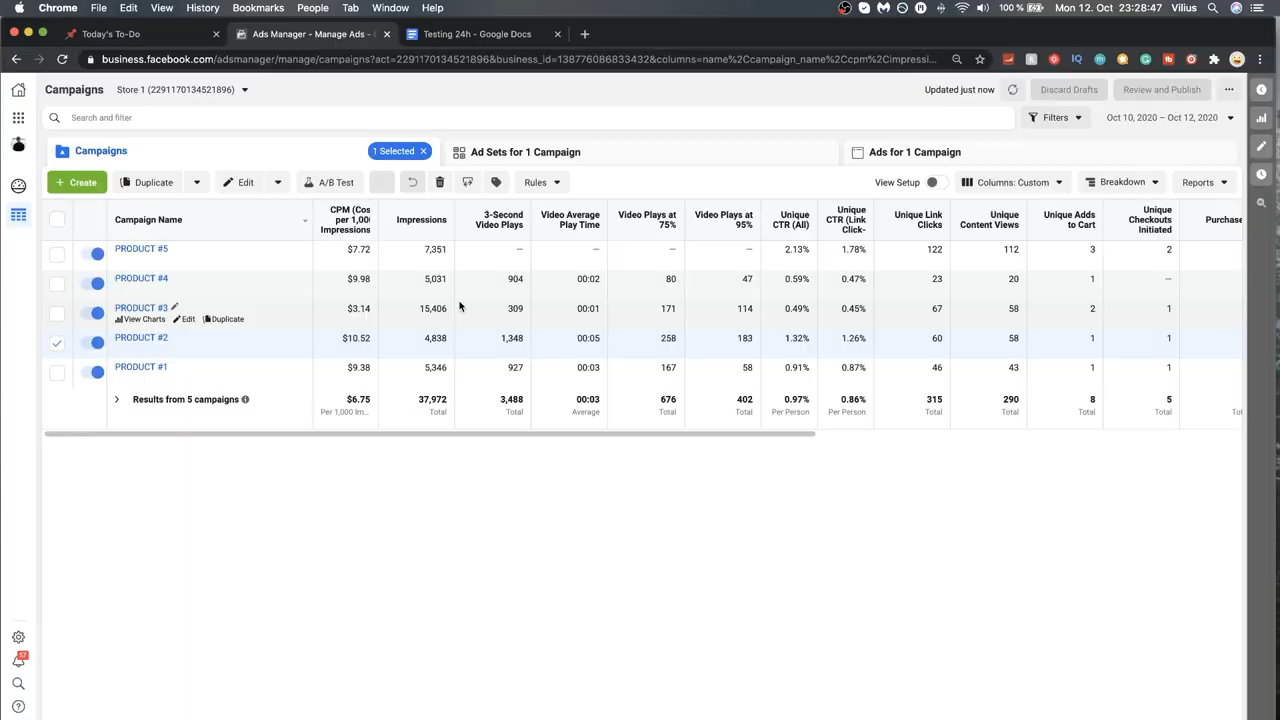 Chrome File Edit View History Bookmarks People Tab Window Help 100 % Mon 12. Oct 23:28:47 Vilius
Today's To-Do × Ads Manager - Manage Ads - × Testing 24h - Google Docs × +
business.facebook.com/adsmanager/manage/campaigns?act=2291170134521896&business_id=138776086833432&columns=name%2Ccampaign_name%2Ccpm%2Cimpressi...
Campaigns Store 1 (2291170134521896) Updated just now Discard Drafts Review and Publish
Search and filter Filters Oct 10, 2020 – Oct 12, 2020
Campaigns 1 Selected × Ad Sets for 1 Campaign Ads for 1 Campaign
+ Create Duplicate Edit A/B Test Rules View Setup Columns: Custom Breakdown Reports
Campaign Name CPM (Cos per 1,00 Impressions Impressions 3-Second Video Plays Video Average Play Time Video Plays at 75% Video Plays at 95% Unique CTR (All) Unique CTR (Link Click- Unique Link Clicks Unique Content Views Unique Adds to Cart Unique Checkouts Initiated Purchase
PRODUCT #5 $7.72 7,351 — — — — 2.13% 1.78% 122 112 3 2
PRODUCT #4 $9.98 5,031 904 00:02 80 47 0.59% 0.47% 23 20 1 —
PRODUCT #3 $3.14 15,406 309 00:01 171 114 0.49% 0.45% 67 58 2 1
View Charts Edit Duplicate
PRODUCT #2 $10.52 4,838 1,348 00:05 258 183 1.32% 1.26% 60 58 1 1
PRODUCT #1 $9.38 5,346 927 00:03 167 58 0.91% 0.87% 46 43 1 1
Results from 5 campaigns $6.75 37,972 3,488 00:03 676 402 0.97% 0.86% 315 290 8 5
Per 1,000 Im... Total Total Average Total Total Per Person Per Person Total Total Total Total Tot
57